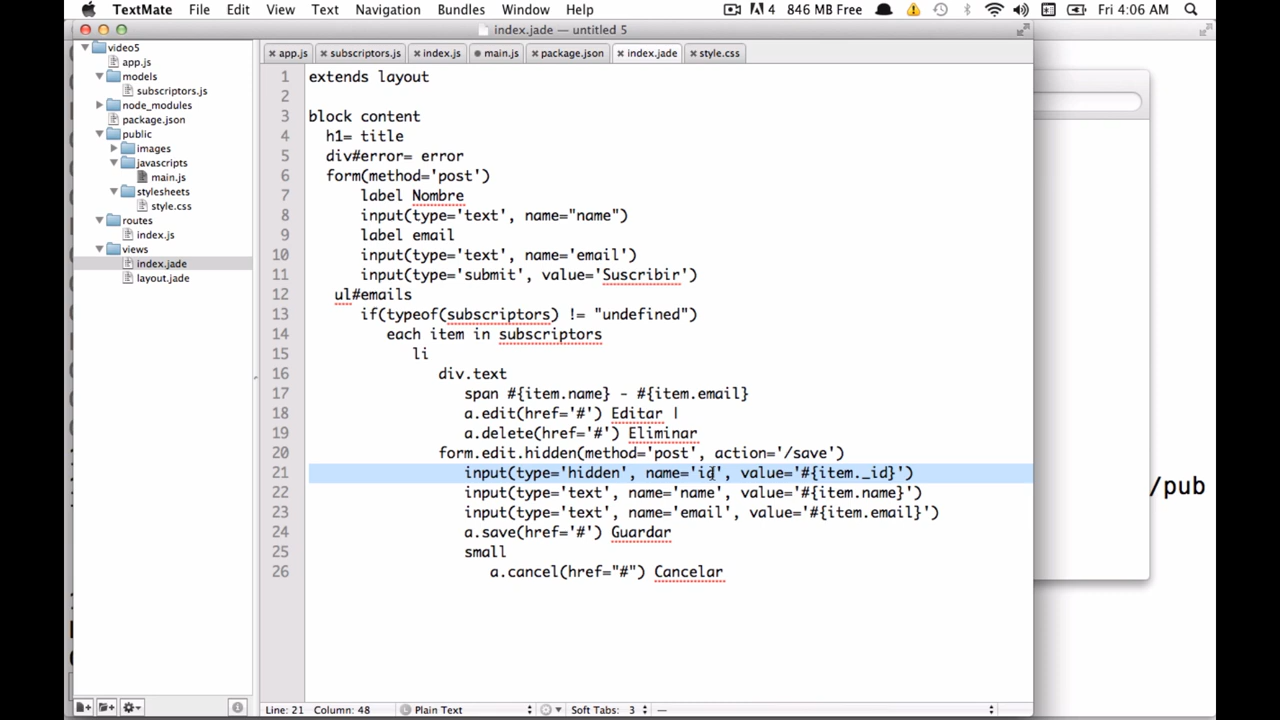 TextMate File Edit View Text Navigation Bundles Window Help 4 846 MB Free Fri 4:06 AM
index.jade — untitled 5
video5
app.js
models
subscriptors.js
node_modules
package.json
public
images
javascripts
main.js
stylesheets
style.css
routes
index.js
views
index.jade
layout.jade
app.js subscriptors.js index.js main.js package.json index.jade style.css
1 extends layout
2
3 block content
4 h1= title
5 div#error= error
6 form(method='post')
7 label Nombre
8 input(type='text', name="name")
9 label email
10 input(type='text', name='email')
11 input(type='submit', value='Suscribir')
12 ul#emails
13 if(typeof(subscriptors) != "undefined")
14 each item in subscriptors
15 li
16 div.text
17 span #{item.name} - #{item.email}
18 a.edit(href='#') Editar |
19 a.delete(href='#') Eliminar
20 form.edit.hidden(method='post', action='/save')
21 input(type='hidden', name='id', value='#{item._id}')
22 input(type='text', name='name', value='#{item.name}')
23 input(type='text', name='email', value='#{item.email}')
24 a.save(href='#') Guardar
25 small
26 a.cancel(href="#") Cancelar
/pub
Line: 21 Column: 48 Plain Text Soft Tabs: 3 —